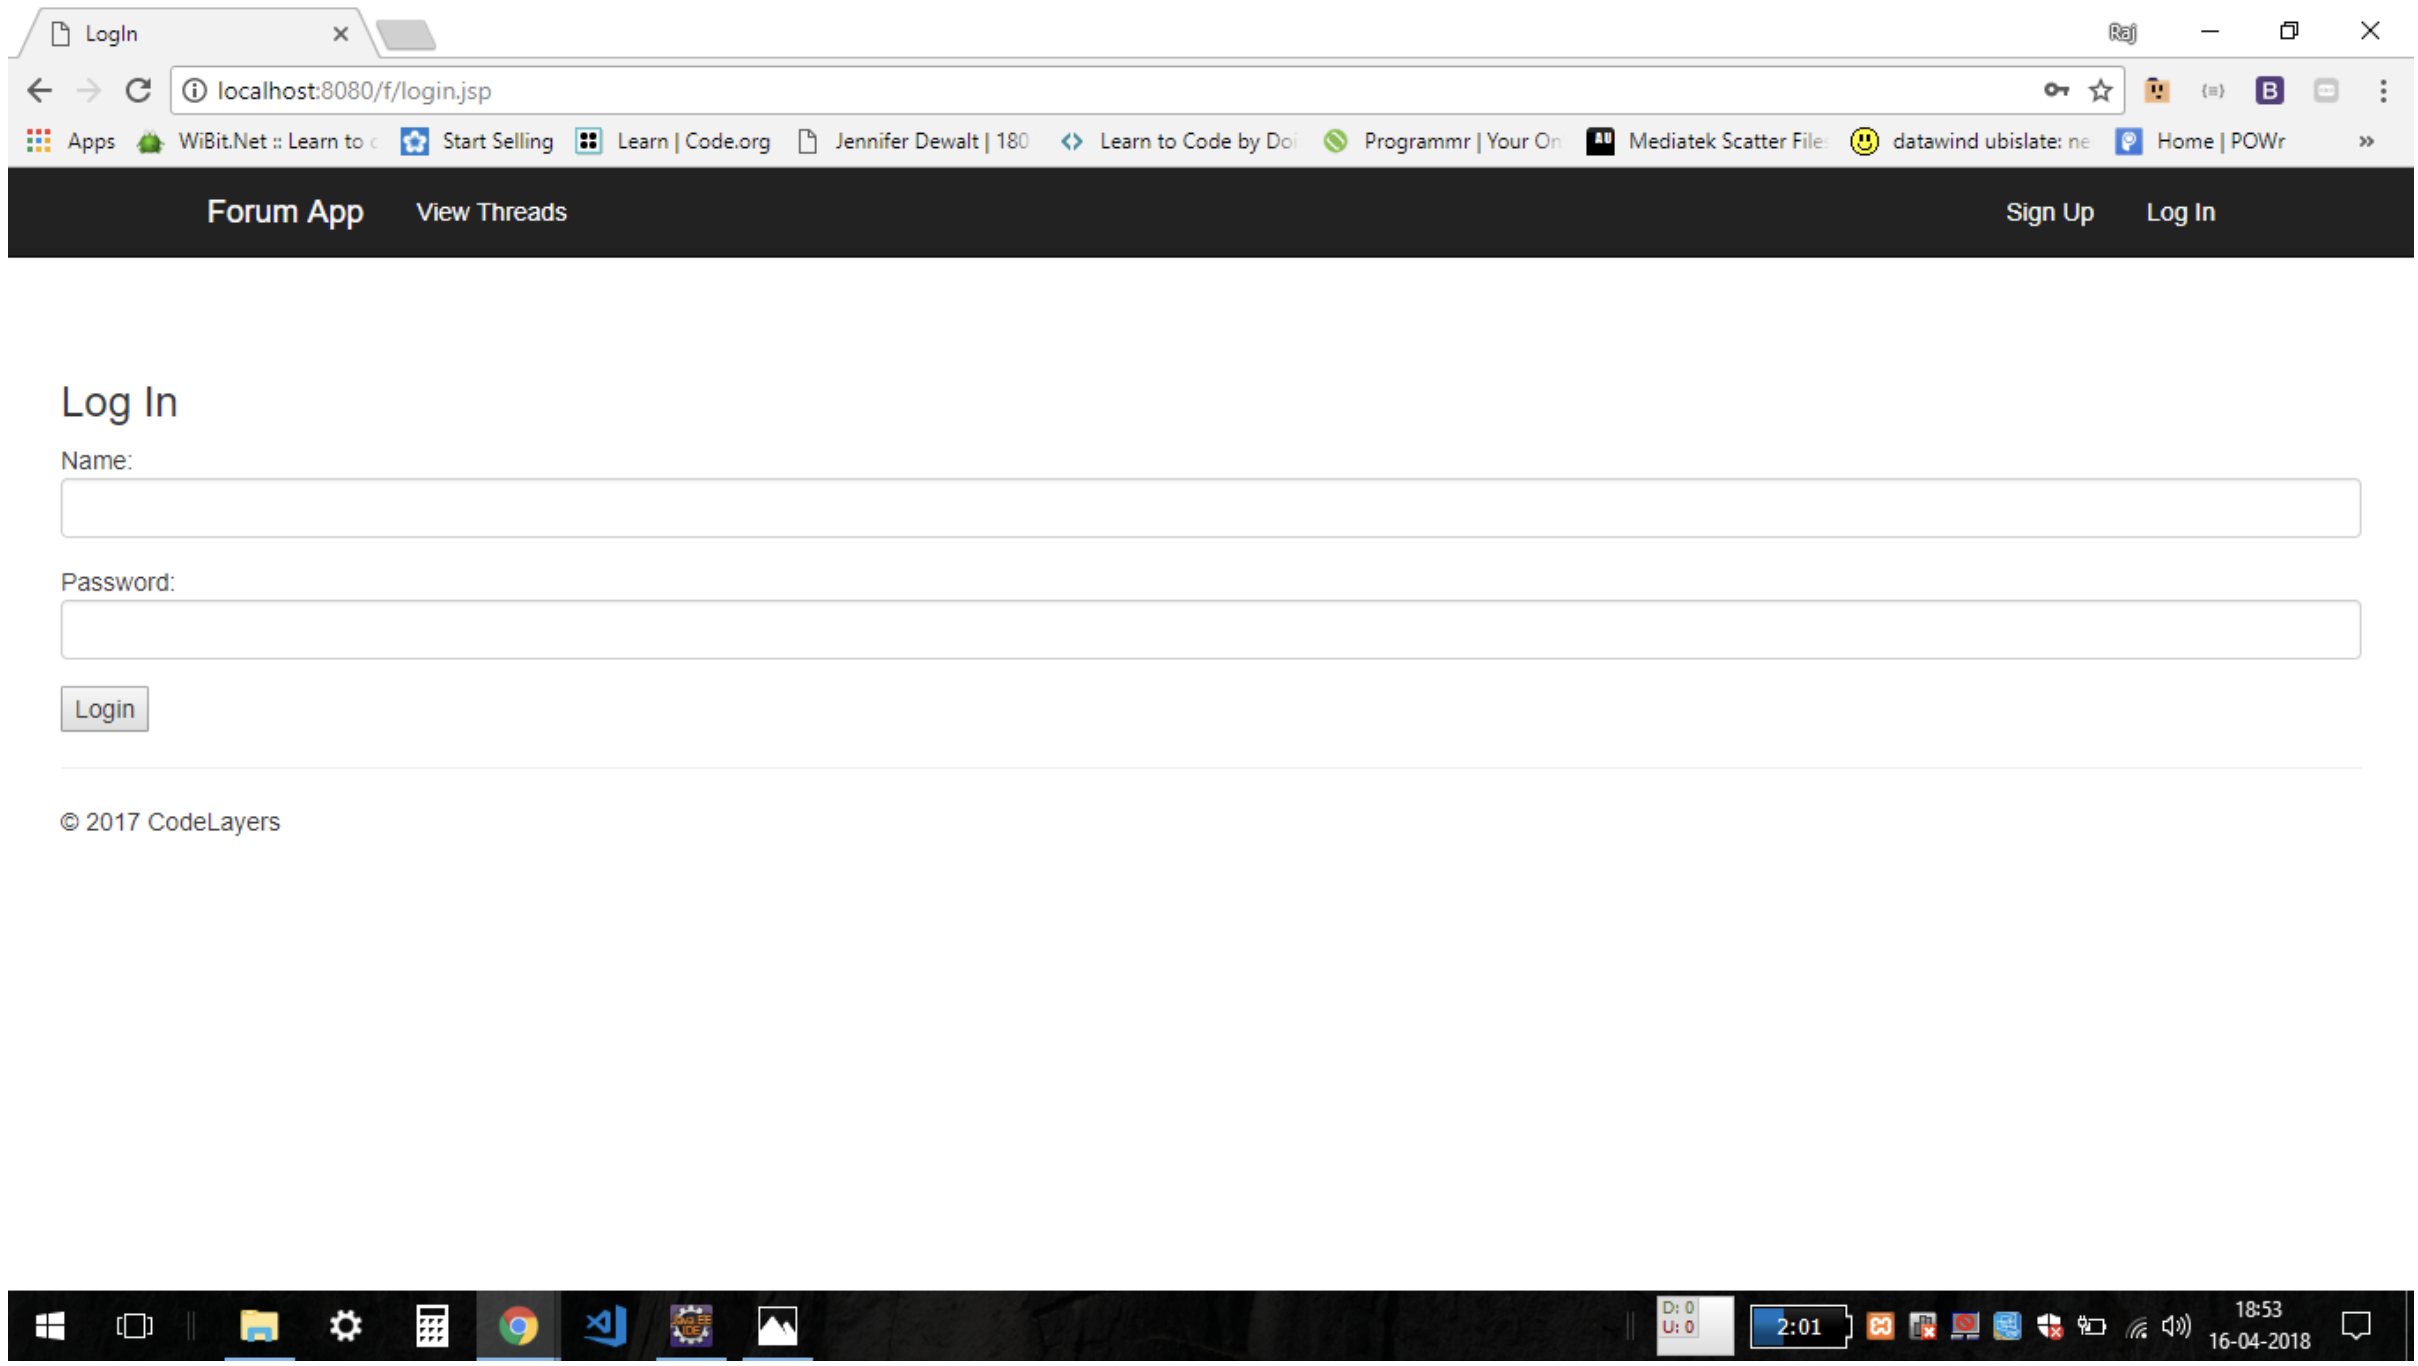 LogIn
Raj
localhost:8080/f/login.jsp
Apps WiBit.Net :: Learn to c Start Selling Learn | Code.org Jennifer Dewalt | 180 Learn to Code by Doi Programmr | Your On Mediatek Scatter File: datawind ubislate: ne Home | POWr
Forum App View Threads Sign Up Log In
Log In
Name:
Password:
Login
© 2017 CodeLayers
D: 0
U: 0
2:01
18:53
16-04-2018